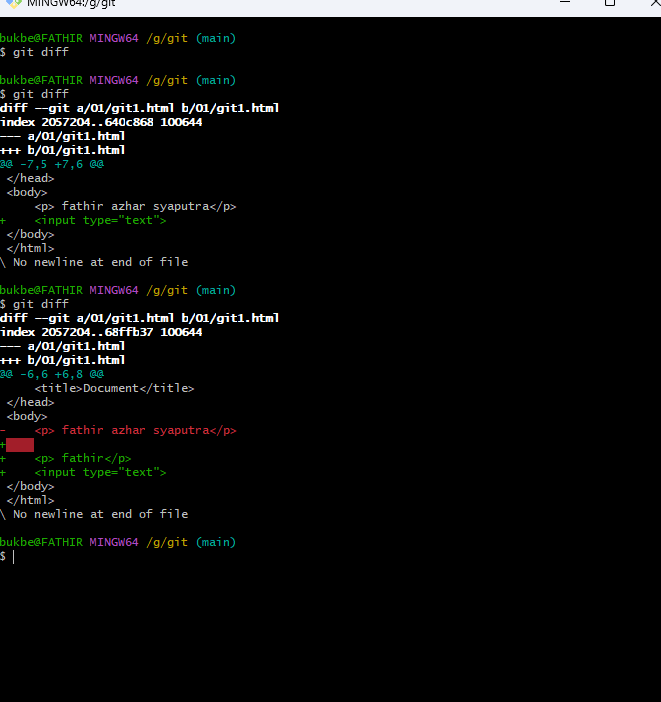 MINGW64:/g/git
bukbe@FATHIR MINGW64 /g/git (main)
$ git diff
bukbe@FATHIR MINGW64 /g/git (main)
$ git diff
diff --git a/01/git1.html b/01/git1.html
index 2057204..640c868 100644
--- a/01/git1.html
+++ b/01/git1.html
@@ -7,5 +7,6 @@
 </head>
 <body>
     <p> fathir azhar syaputra</p>
+    <input type="text">
 </body>
 </html>
\ No newline at end of file
bukbe@FATHIR MINGW64 /g/git (main)
$ git diff
diff --git a/01/git1.html b/01/git1.html
index 2057204..68ffb37 100644
--- a/01/git1.html
+++ b/01/git1.html
@@ -6,6 +6,8 @@
     <title>Document</title>
 </head>
 <body>
-    <p> fathir azhar syaputra</p>
+
+    <p> fathir</p>
+    <input type="text">
 </body>
 </html>
\ No newline at end of file
bukbe@FATHIR MINGW64 /g/git (main)
$